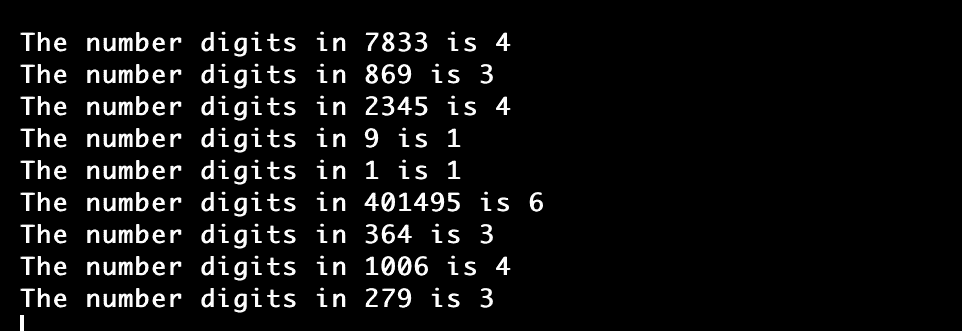 The number digits in 7833 is 4
The number digits in 869 is 3
The number digits in 2345 is 4
The number digits in 9 is 1
The number digits in 1 is 1
The number digits in 401495 is 6
The number digits in 364 is 3
The number digits in 1006 is 4
The number digits in 279 is 3